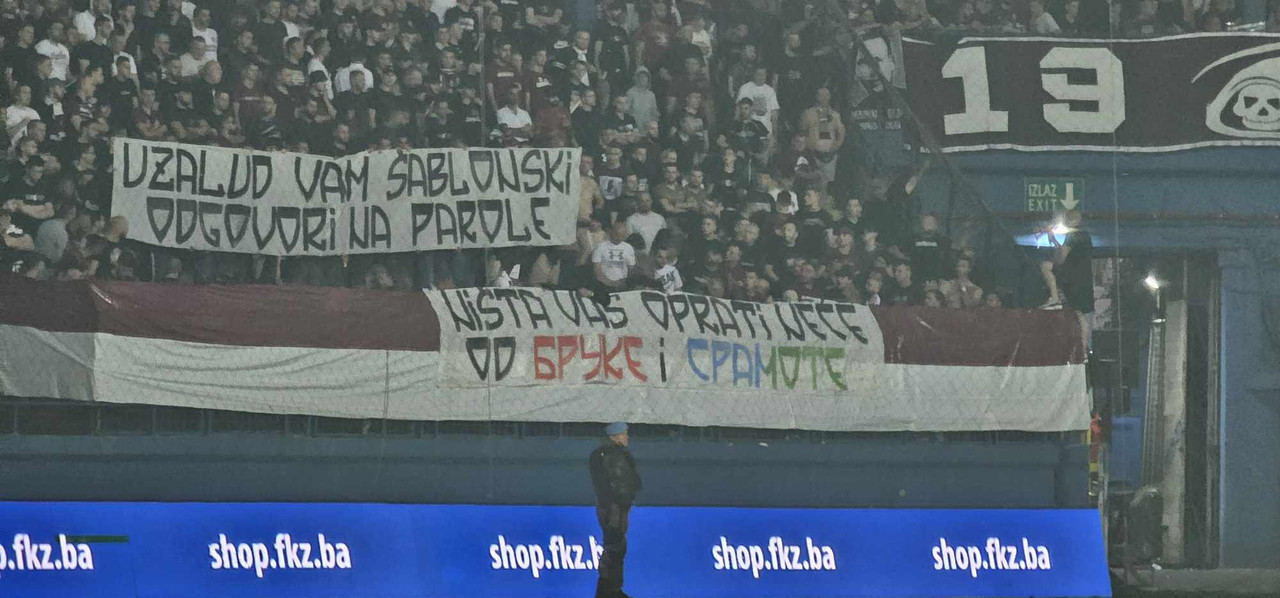 19
UZALUD VAM ŠABLONSKI
ODGOVORI NA PAROLE
IZLAZ
EXIT
NIŠTA VAS OPRATI NEĆE
OD БРУКЕ i СРАМОТЕ
p.fkz.ba shop.fkz.ba shop.fkz.b shop.fkz.ba shop.fkz.ba